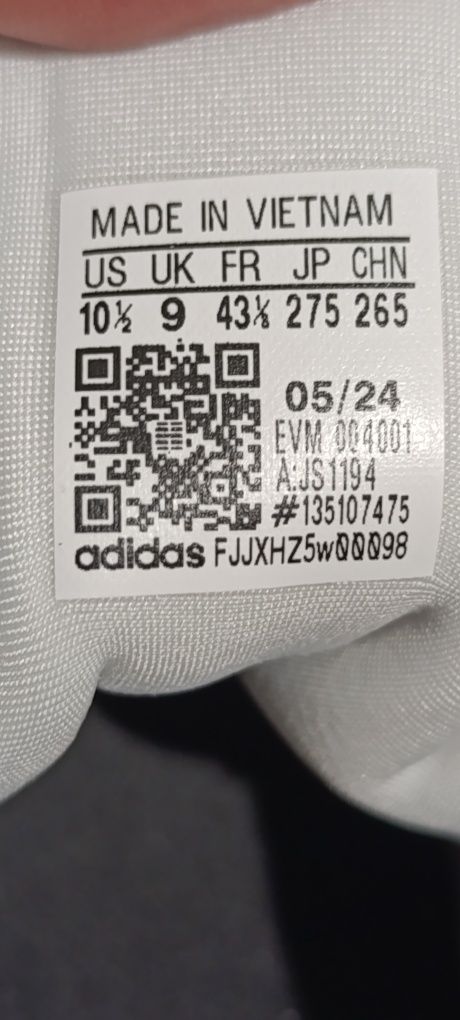 MADE IN VIETNAM
US UK FR JP CHN
10½ 9 43⅓ 275 265
05/24
EVM 004001
A:JS1194
#135107475
adidas FJJXHZ5w00098